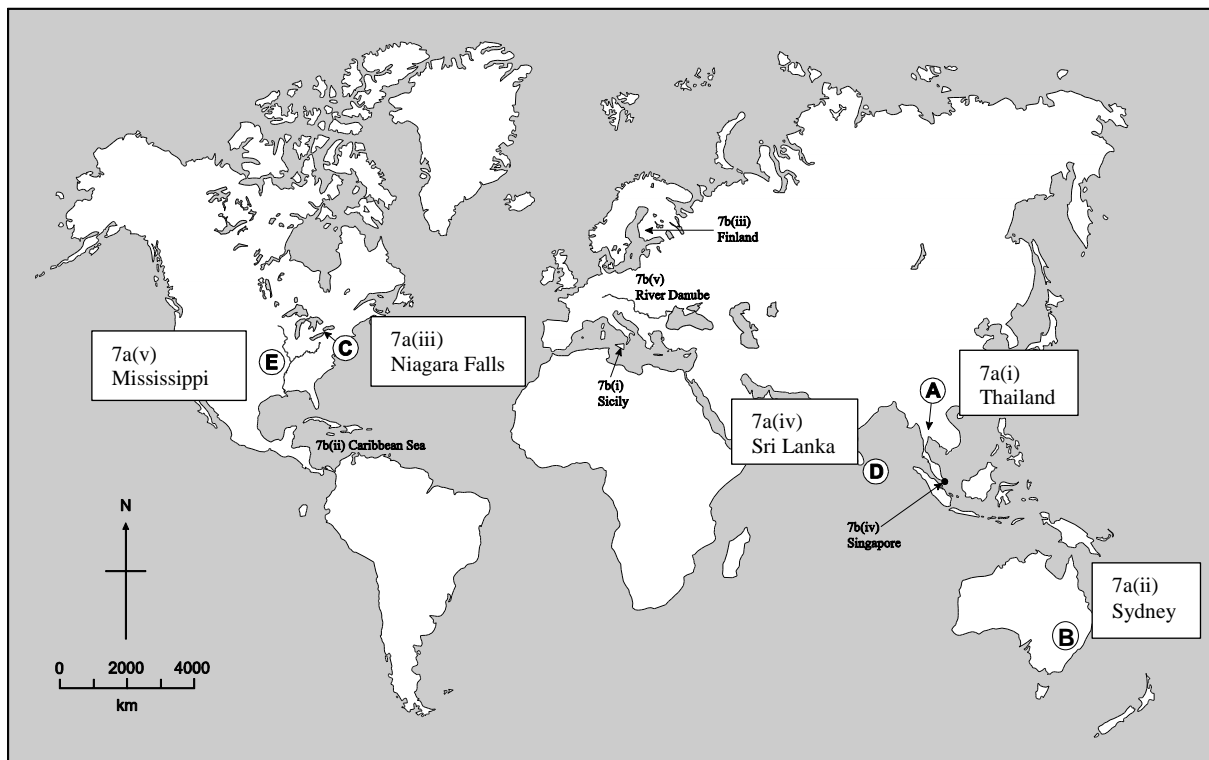 7b(iii)
Finland
7b(v)
River Danube
7a(v)
Mississippi
E
C
7a(iii)
Niagara Falls
7b(i)
Sicily
A
7a(i)
Thailand
7a(iv)
Sri Lanka
D
7b(ii) Caribbean Sea
7b(iv)
Singapore
N
7a(ii)
Sydney
B
0 2000 4000
km